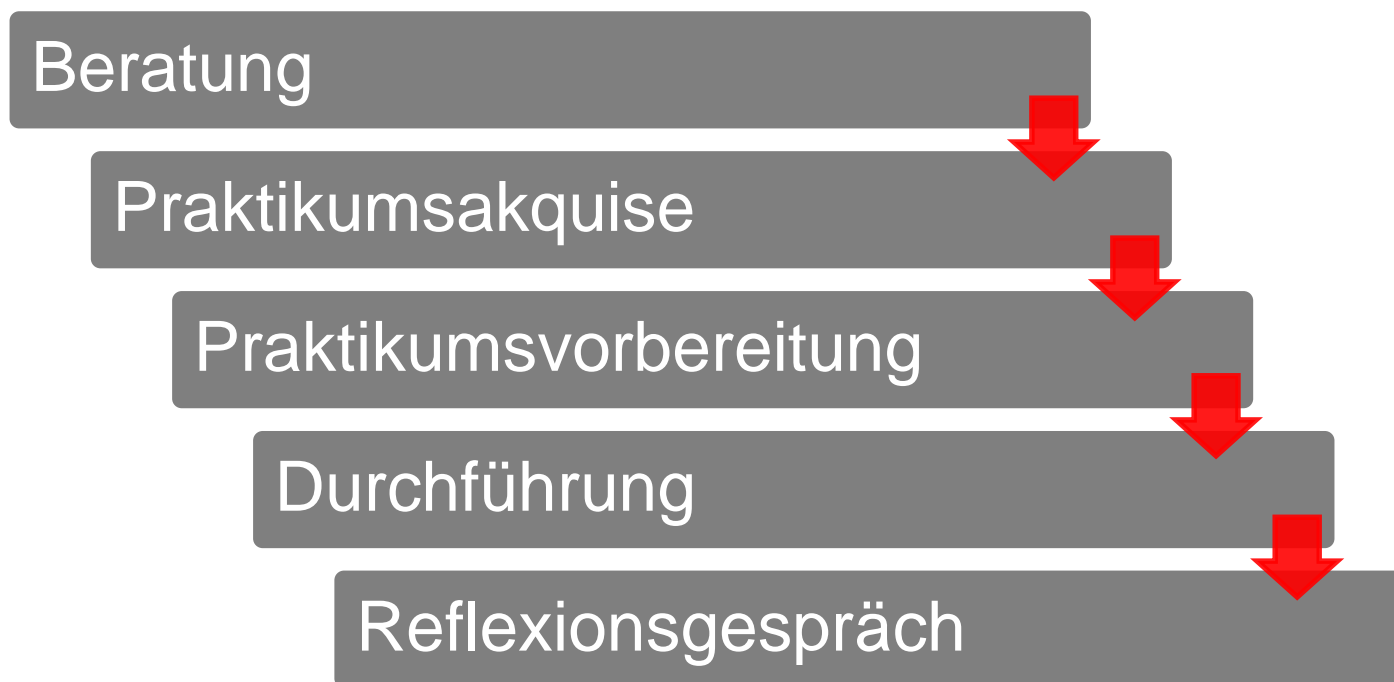 Beratung
Praktikumsakquise
Praktikumsvorbereitung
Durchführung
Reflexionsgespräch